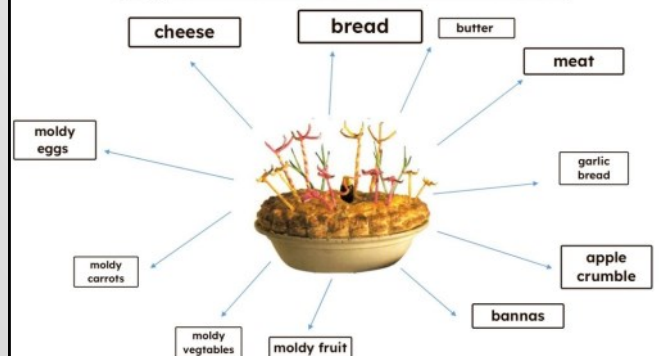 cheese
bread
butter
meat
moldy
eggs
garlic
bread
moldy
carrots
apple
crumble
bannas
moldy
vegtables
moldy fruit